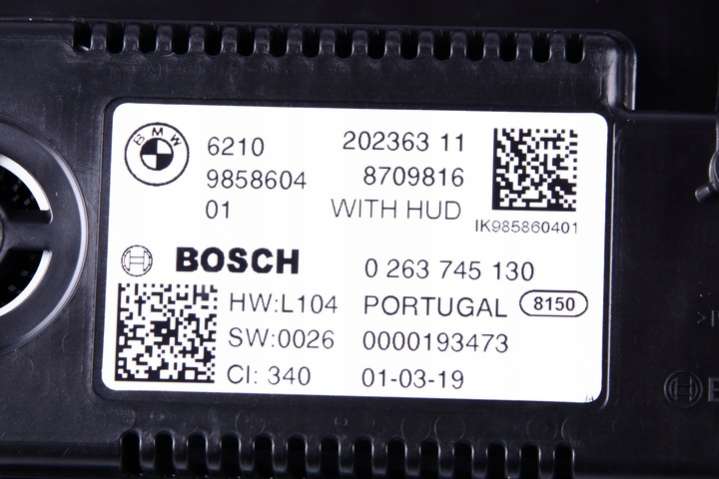 BMW
6210 202363 11
9858604 8709816
01 WITH HUD
IK985860401
BOSCH 0 263 745 130
HW:L104 PORTUGAL 8150
SW:0026 0000193473
CI: 340 01-03-19